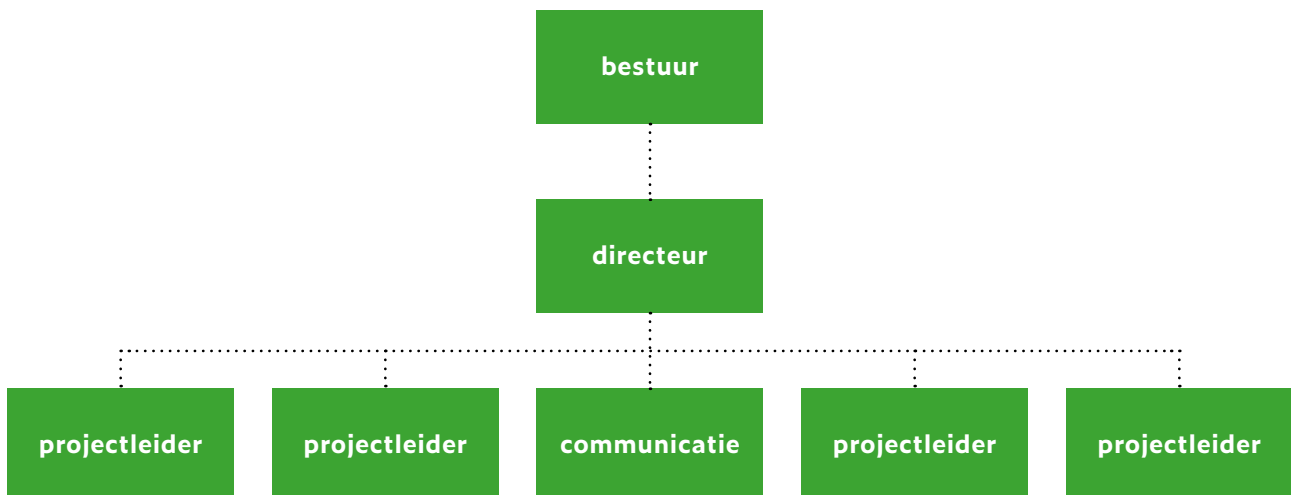 bestuur
directeur
projectleider
projectleider
communicatie
projectleider
projectleider